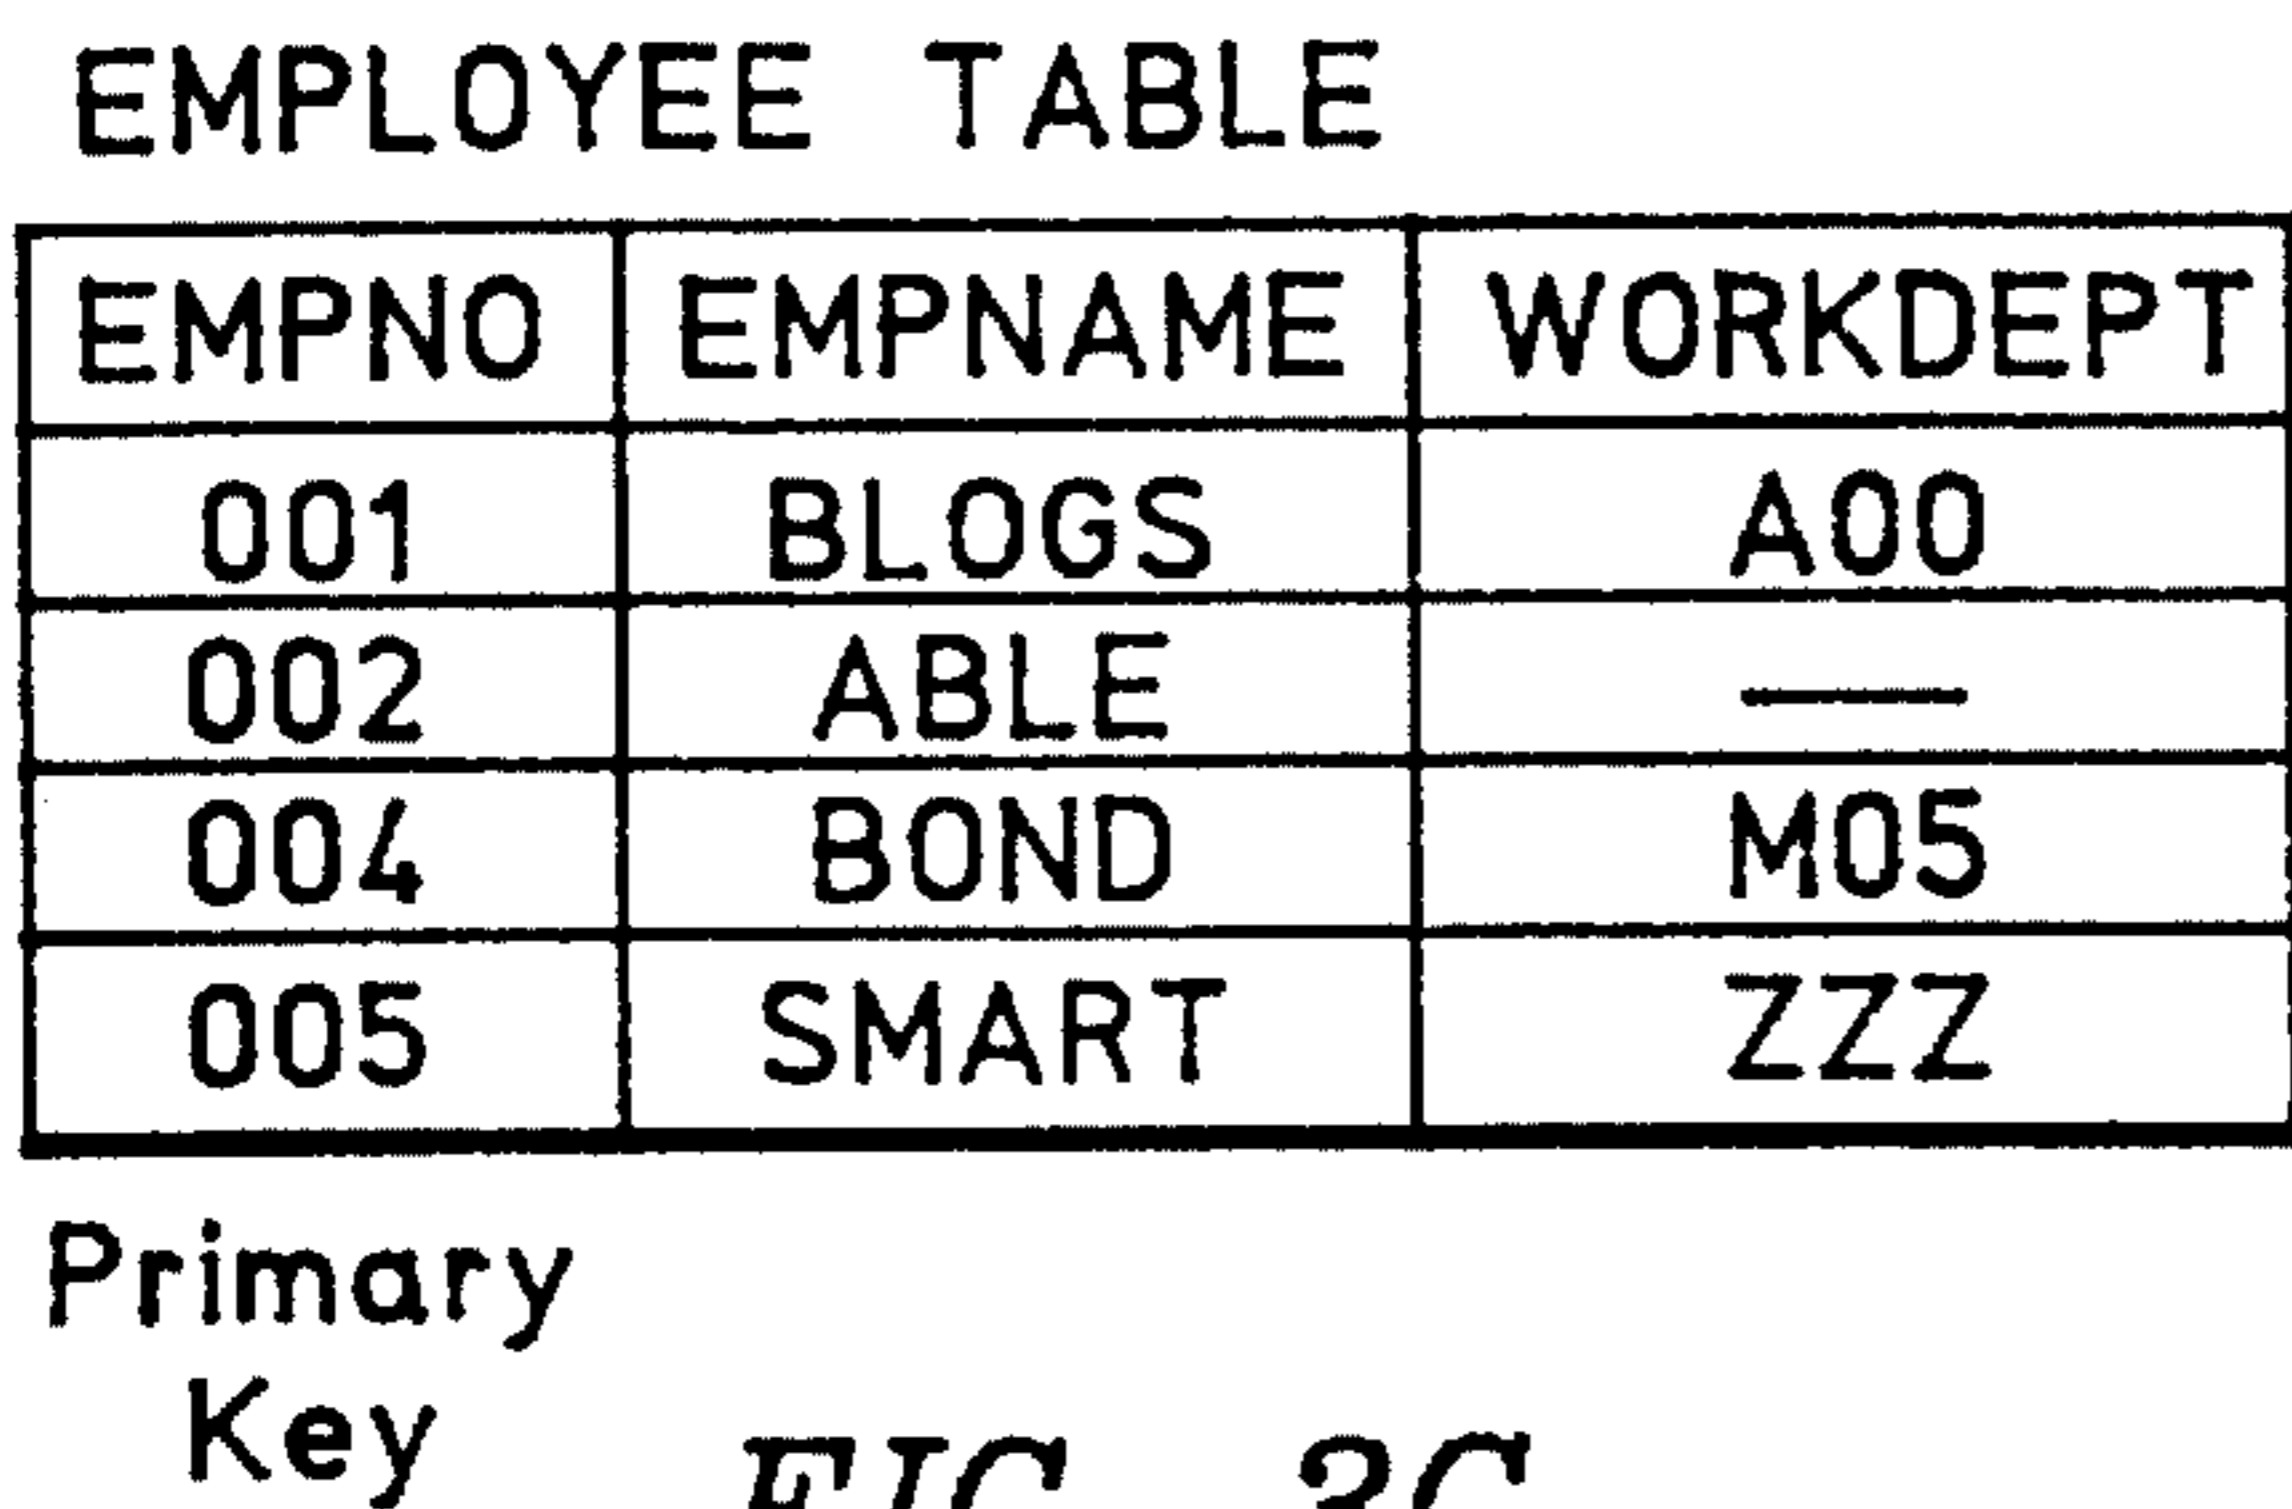 EMPLOYEE TABLE
EMPNO EMPNAME WORKDEPT
001 BLOGS A00
002 ABLE —
004 BOND M05
005 SMART ZZZ
Primary
Key